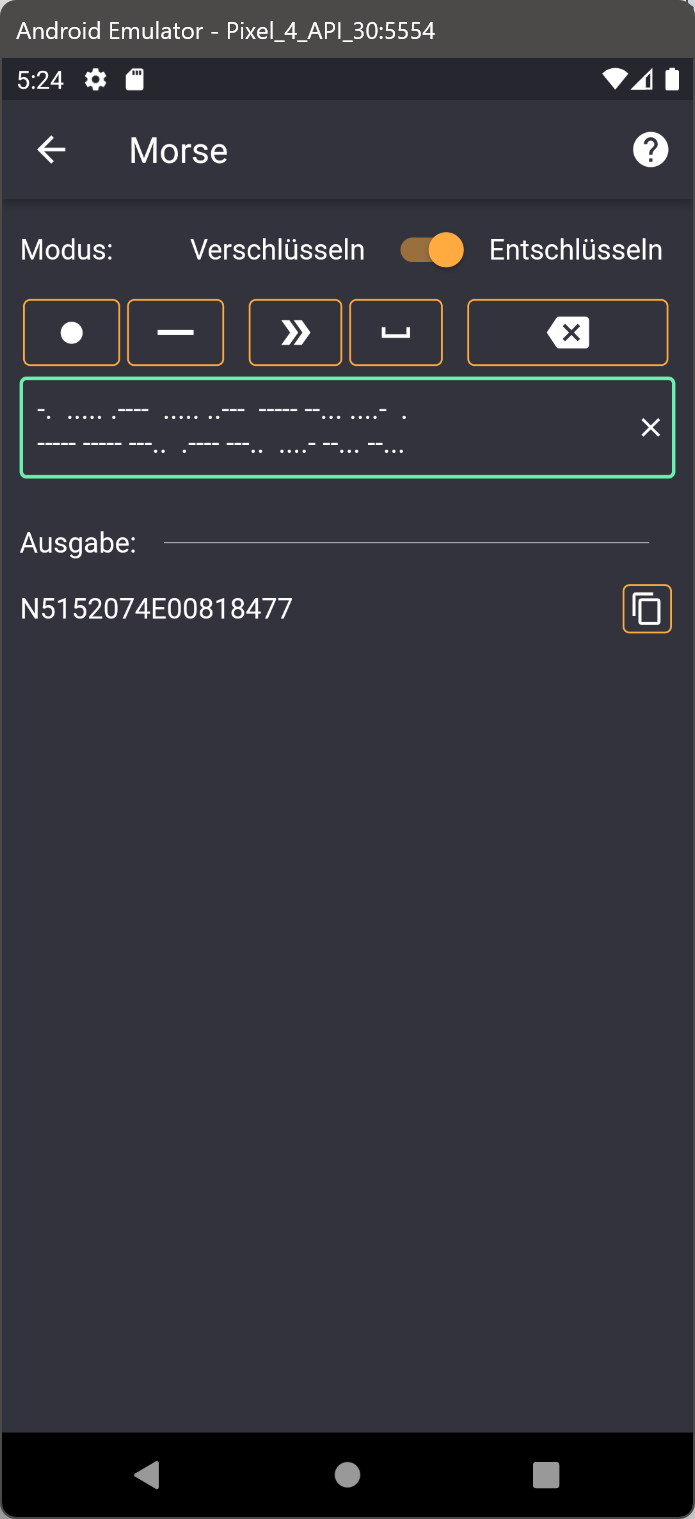 Android Emulator - Pixel_4_API_30:5554
5:24
Morse
Modus: Verschlüsseln Entschlüsseln
-.  ..... .----  ..... ..---  ----- --... ....-  .
----- ----- ---..  .---- ---..  ....- --... --...
Ausgabe:
N5152074E00818477